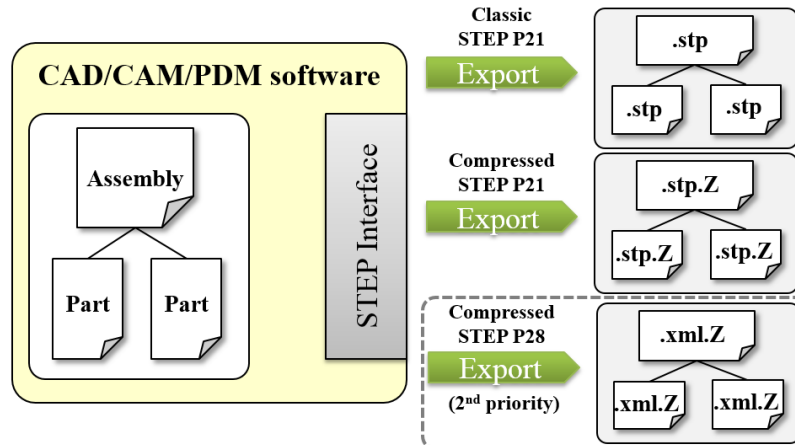 CAD/CAM/PDM software
Assembly
Part
Part
STEP Interface
Classic
STEP P21
Export
.stp
.stp
.stp
Compressed
STEP P21
Export
.stp.Z
.stp.Z
.stp.Z
Compressed
STEP P28
Export
(2nd priority)
.xml.Z
.xml.Z
.xml.Z